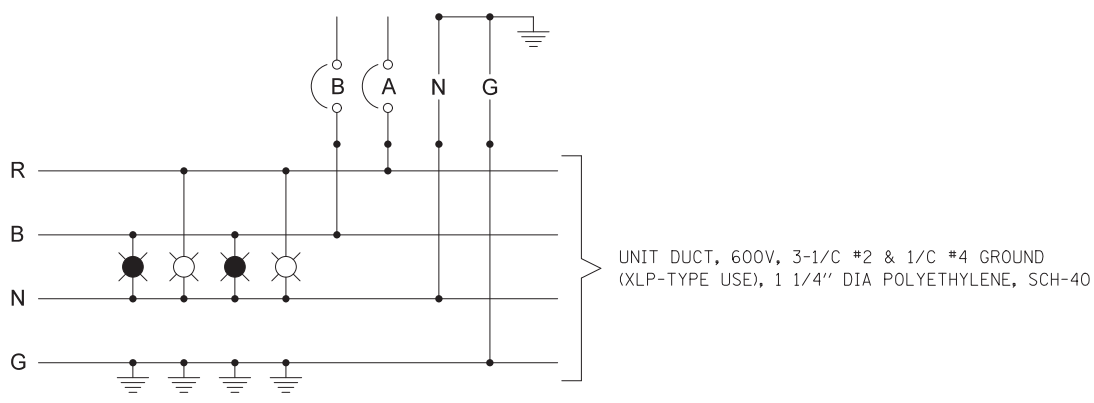 B A N G
R
B
N
G
UNIT DUCT, 600V, 3-1/C #2 & 1/C #4 GROUND
(XLP-TYPE USE), 1 1/4" DIA POLYETHYLENE, SCH-40